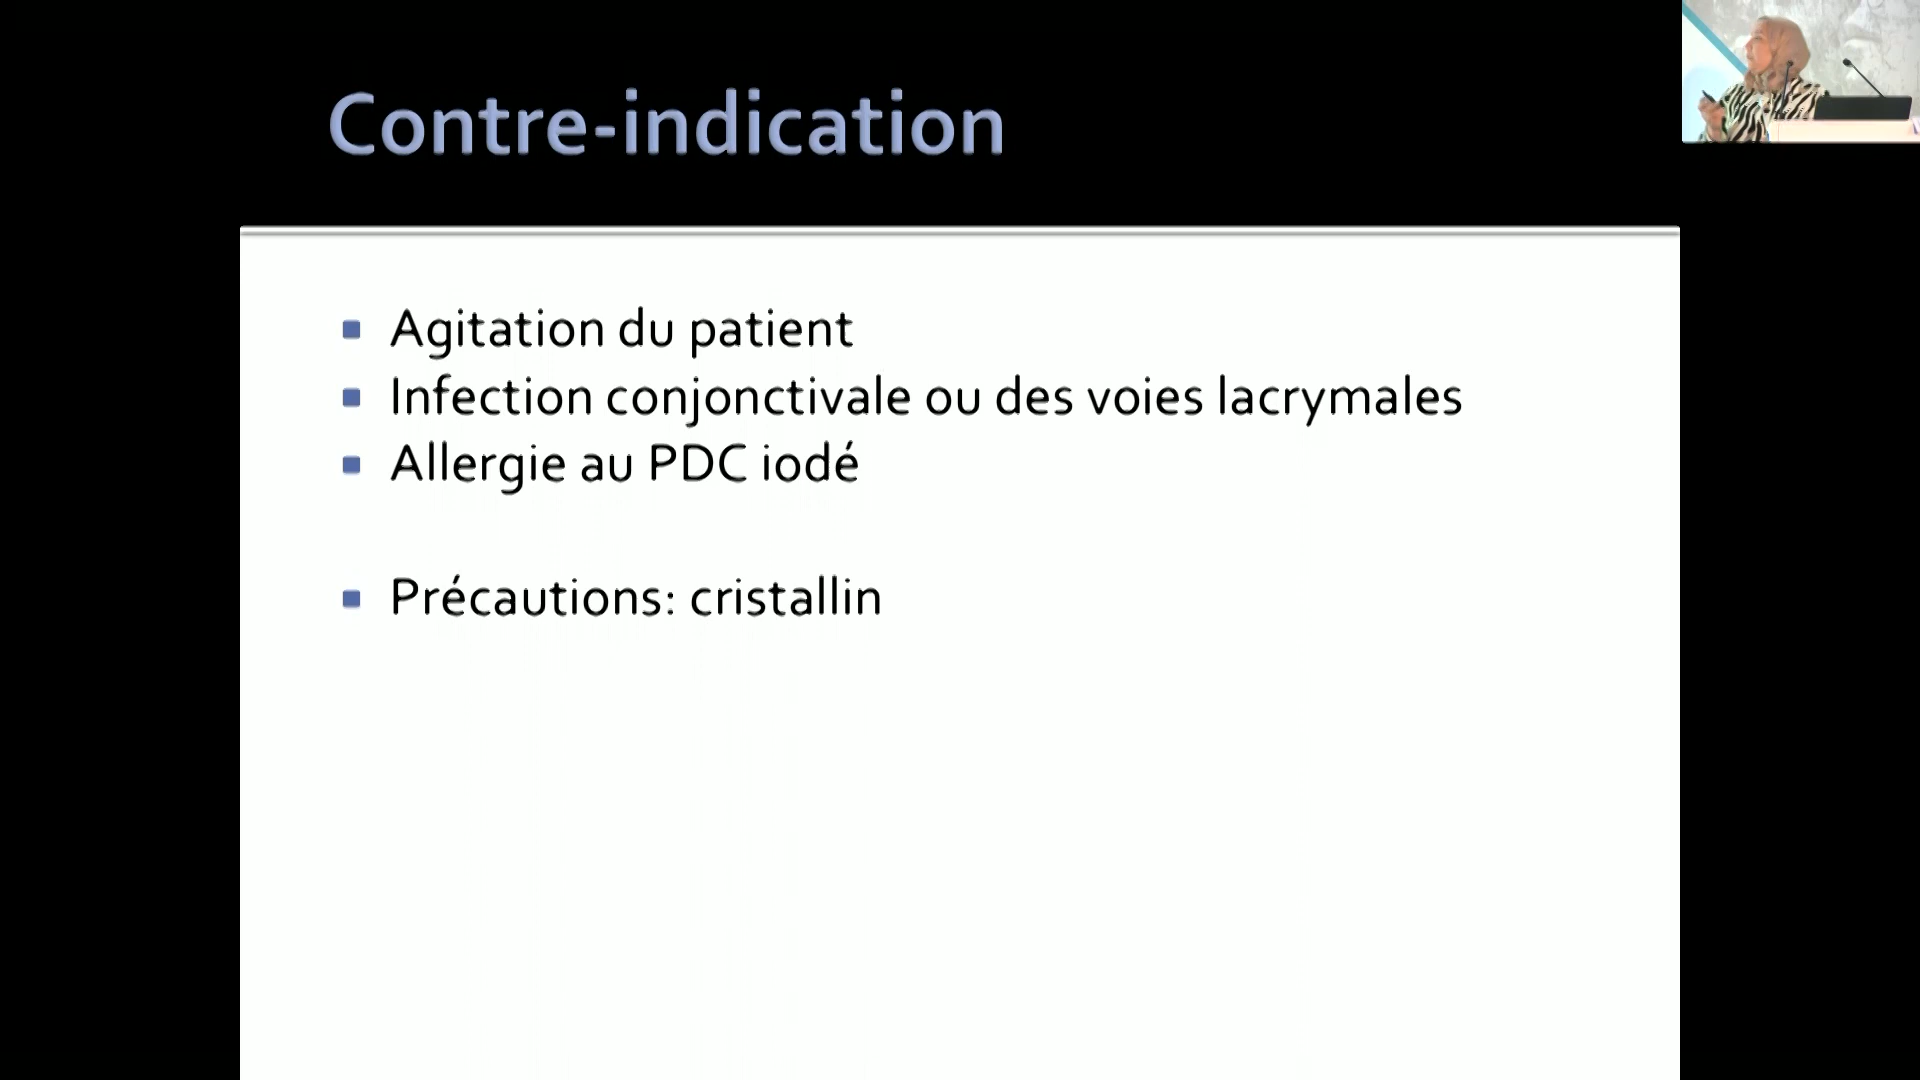 Contre-indication
Agitation du patient
Infection conjonctivale ou des voies lacrymales
Allergie au PDC iodé
Précautions: cristallin